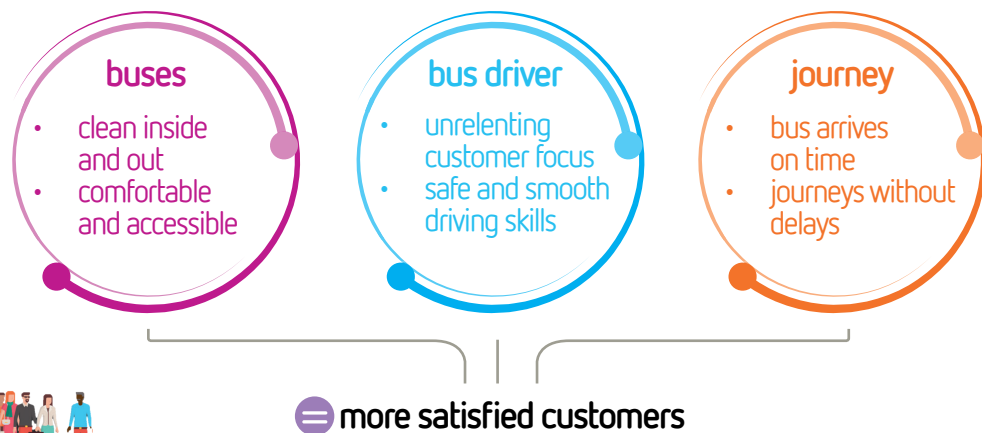 buses
• clean inside
and out
• comfortable
and accessible
bus driver
• unrelenting
customer focus
• safe and smooth
driving skills
journey
• bus arrives
on time
• journeys without
delays
= more satisfied customers